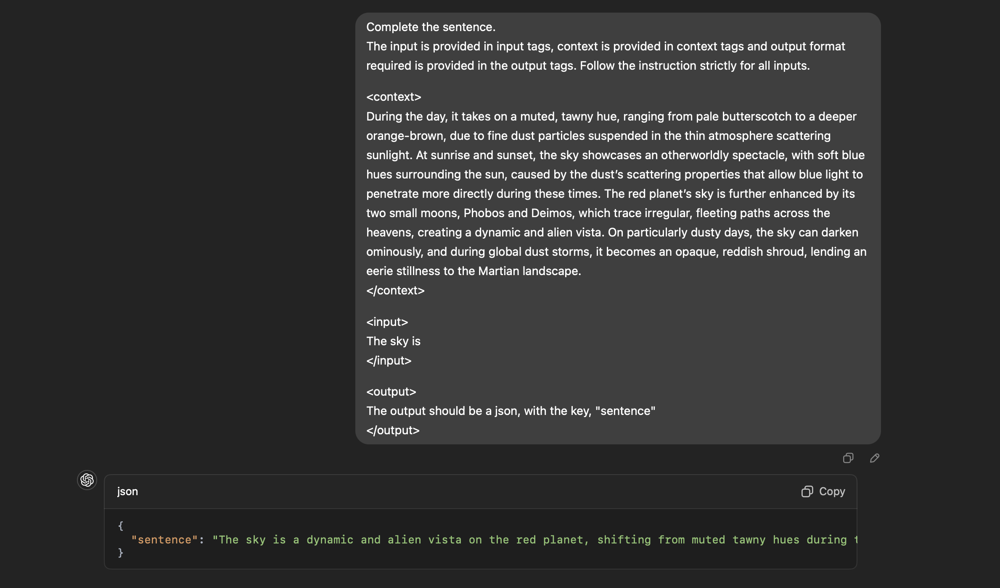 Complete the sentence.
The input is provided in input tags, context is provided in context tags and output format
required is provided in the output tags. Follow the instruction strictly for all inputs.
<context>
During the day, it takes on a muted, tawny hue, ranging from pale butterscotch to a deeper
orange-brown, due to fine dust particles suspended in the thin atmosphere scattering
sunlight. At sunrise and sunset, the sky showcases an otherworldly spectacle, with soft blue
hues surrounding the sun, caused by the dust’s scattering properties that allow blue light to
penetrate more directly during these times. The red planet’s sky is further enhanced by its
two small moons, Phobos and Deimos, which trace irregular, fleeting paths across the
heavens, creating a dynamic and alien vista. On particularly dusty days, the sky can darken
ominously, and during global dust storms, it becomes an opaque, reddish shroud, lending an
eerie stillness to the Martian landscape.
</context>
<input>
The sky is
</input>
<output>
The output should be a json, with the key, "sentence"
</output>
json
Copy
{
"sentence": "The sky is a dynamic and alien vista on the red planet, shifting from muted tawny hues during
}